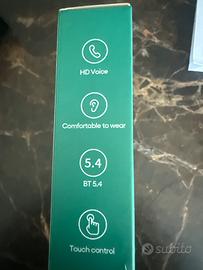 HD Voice
Comfortable to wear
5.4
BT 5.4
Touch control
subito